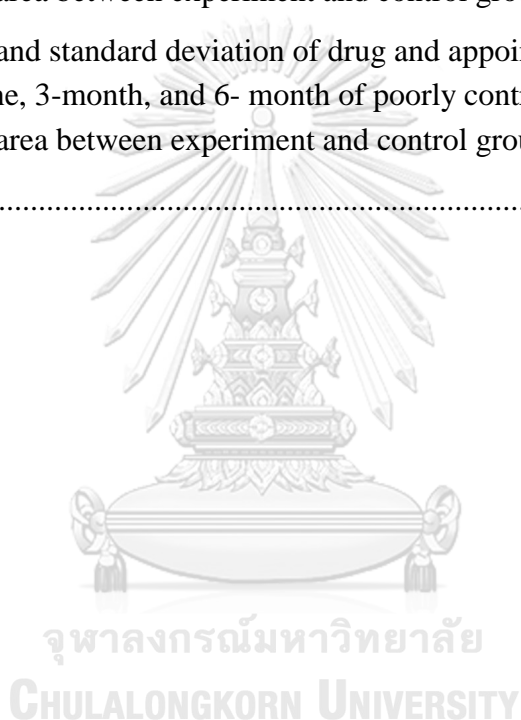 area between experiment and control grou
and standard deviation of drug and appoi
ne, 3-month, and 6- month of poorly cont
area between experiment and control grou
........................................................................
จุฬาลงกรณ์มหาวิทยาลัย
CHULALONGKORN UNIVERSITY